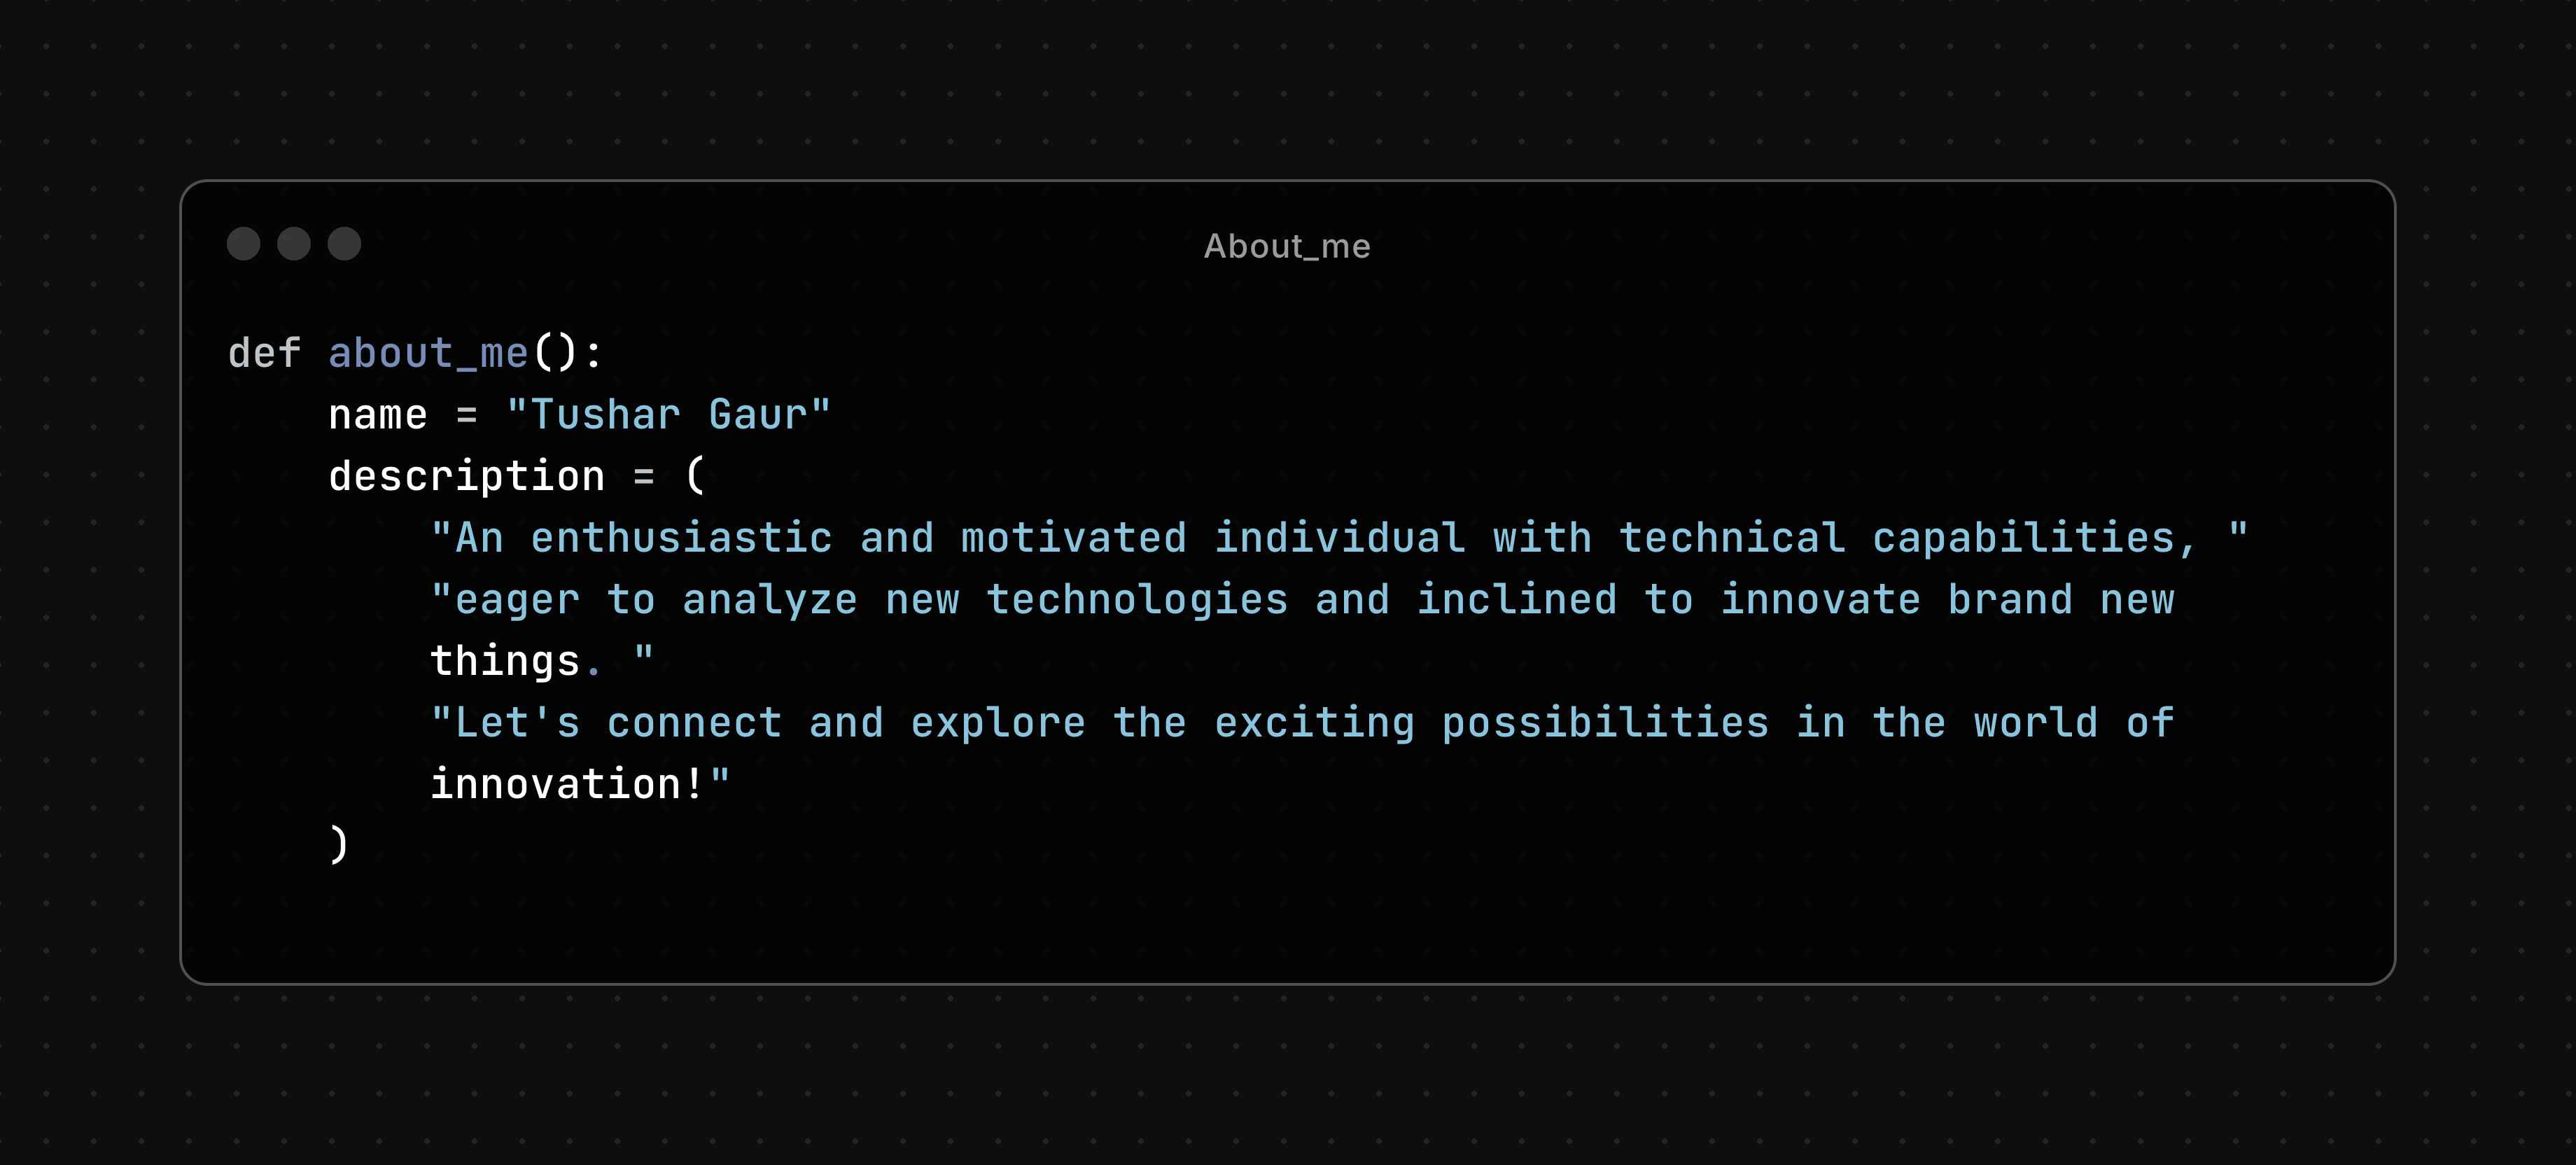 About_me
def about_me():
    name = "Tushar Gaur"
    description = (
        "An enthusiastic and motivated individual with technical capabilities, "
        "eager to analyze new technologies and inclined to innovate brand new
        things. "
        "Let's connect and explore the exciting possibilities in the world of
        innovation!"
    )